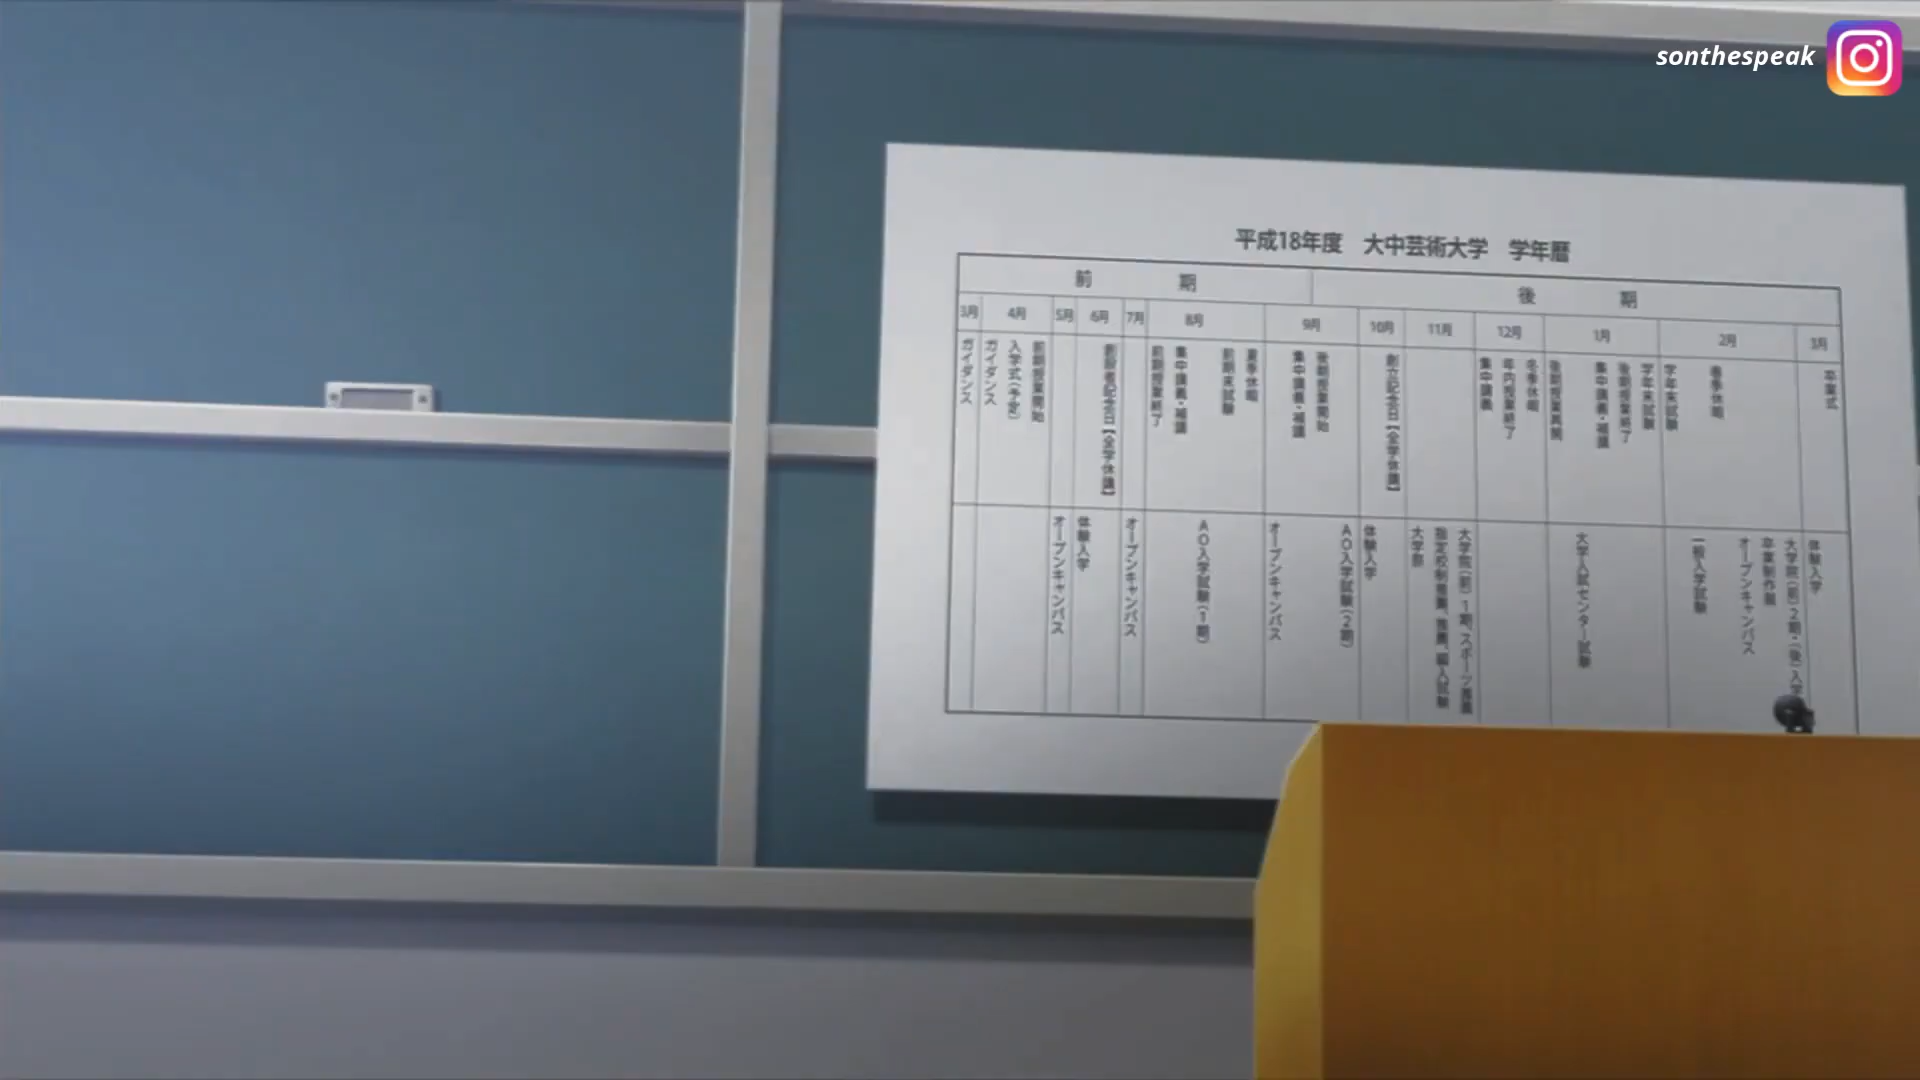 sonthespeak
平成18年度　大中芸術大学　学年暦
前　期
後　期
3月
4月
5月
6月
7月
8月
9月
10月
11月
12月
1月
2月
3月
ガイダンス
ガイダンス
入学式(予定)
前期授業開始
創設者記念日【全学休講】
前期授業終了
集中講義・補講
前期末試験
夏季休暇
集中講義・補講
後期授業開始
創立記念日【全学休講】
集中講義
年内授業終了
冬季休暇
後期授業再開
集中講義・補講
後期授業終了
学年末試験
学年末試験
春季休暇
卒業式
オープンキャンパス
体験入学
オープンキャンパス
AO入学試験(1期)
オープンキャンパス
AO入学試験(2期)
体験入学
大学部
指定校制推薦、推薦、編入試験
大学院(前)1期、スポーツ推薦
大学入試センター試験
一般入学試験
オープンキャンパス
卒業制作展
大学院(前)2期・(後)入学
体験入学